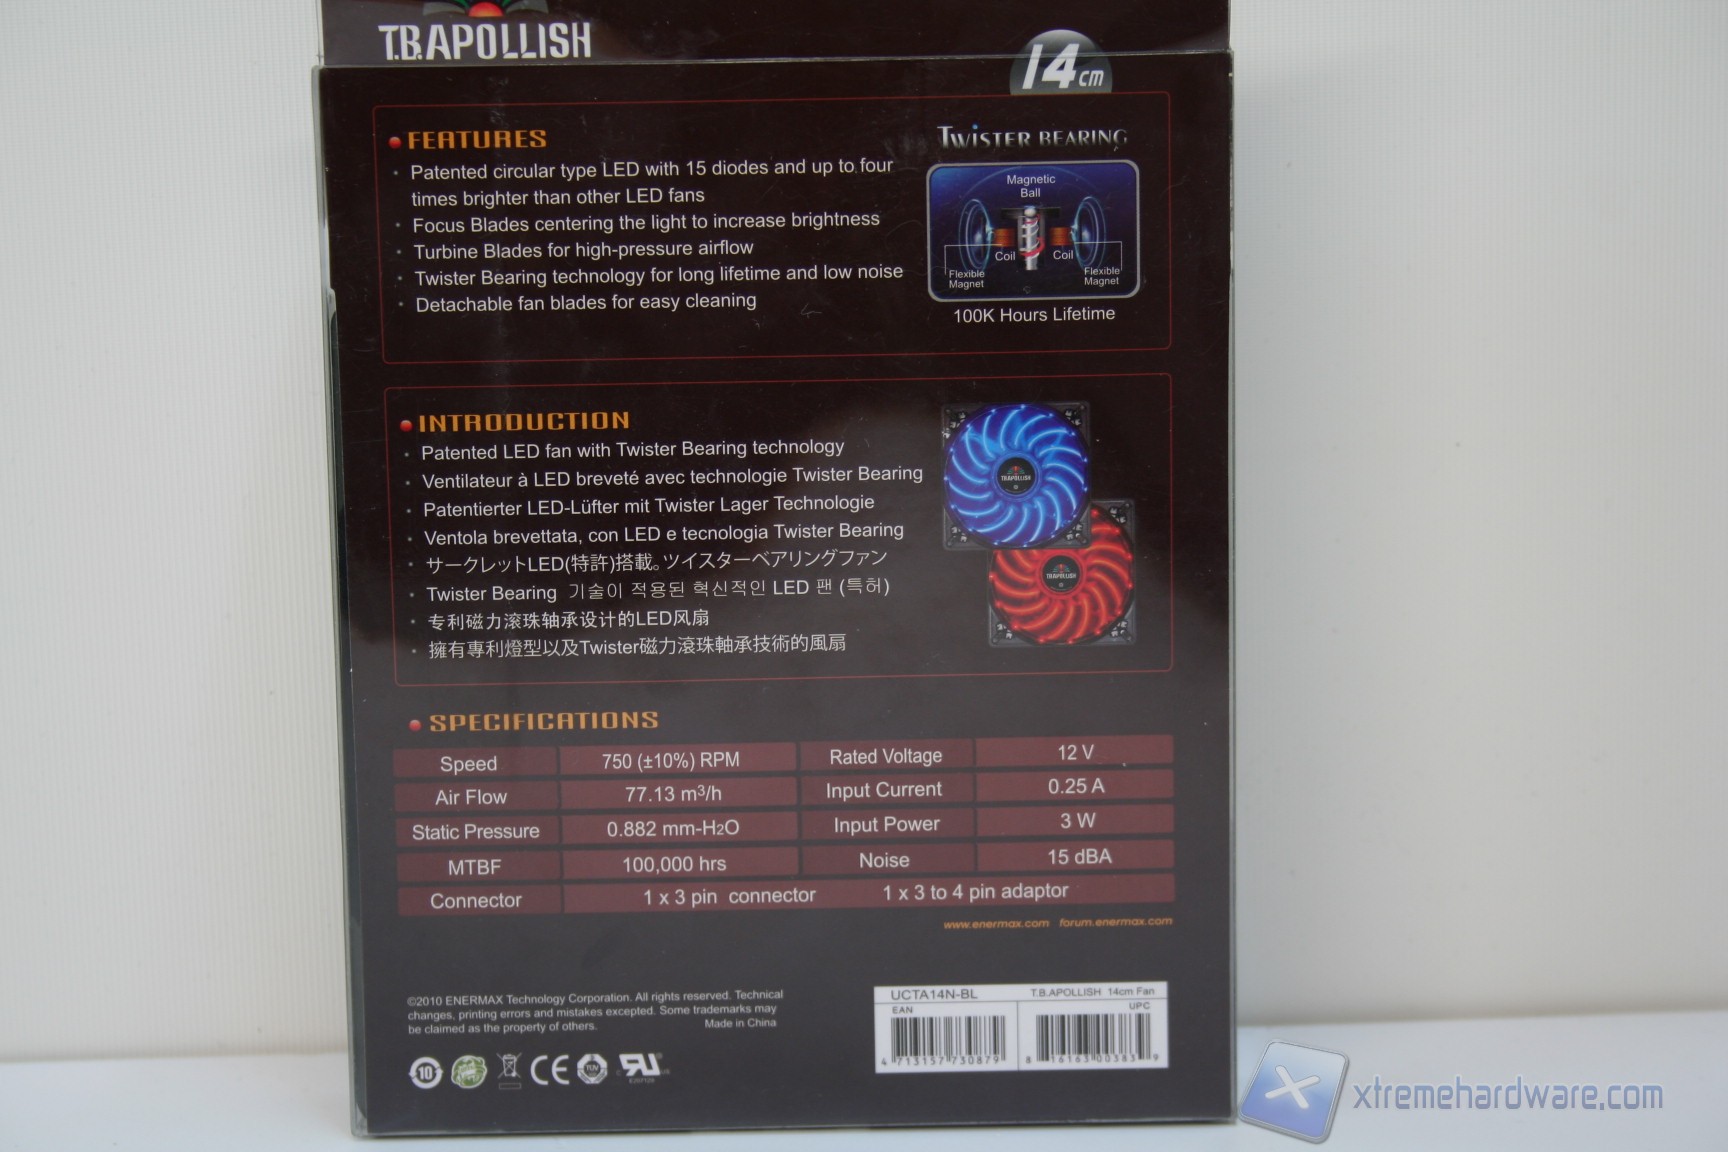 T.B.APOLLISH
14cm
FEATURES
Patented circular type LED with 15 diodes and up to four
times brighter than other LED fans
Focus Blades centering the light to increase brightness
Turbine Blades for high-pressure airflow
Twister Bearing technology for long lifetime and low noise
Detachable fan blades for easy cleaning
TWISTER BEARING
Magnetic
Ball
Coil Coil
Flexible
Magnet
Flexible
Magnet
100K Hours Lifetime
INTRODUCTION
Patented LED fan with Twister Bearing technology
Ventilateur à LED breveté avec technologie Twister Bearing
Patentierter LED-Lüfter mit Twister Lager Technologie
Ventola brevettata, con LED e tecnologia Twister Bearing
サークレットLED(特許)搭載。ツイスターベアリングファン
Twister Bearing 기술이 적용된 혁신적인 LED 팬 (특허)
专利磁力滚珠轴承设计的LED风扇
擁有專利燈型以及Twister磁力滾珠軸承技術的風扇
T.B.APOLLISH
T.B.APOLLISH
SPECIFICATIONS
Speed 750 (±10%) RPM Rated Voltage 12 V
Air Flow 77.13 m³/h Input Current 0.25 A
Static Pressure 0.882 mm-H2O Input Power 3 W
MTBF 100,000 hrs Noise 15 dBA
Connector 1 x 3 pin connector 1 x 3 to 4 pin adaptor
www.enermax.com forum.enermax.com
©2010 ENERMAX Technology Corporation. All rights reserved. Technical
changes, printing errors and mistakes excepted. Some trademarks may
be claimed as the property of others. Made in China
10 CE TÜV
UCTA14N-BL T.B.APOLLISH 14cm Fan
EAN UPC
4 713157 730879 8 16163 00383 9
xtremehardware.com